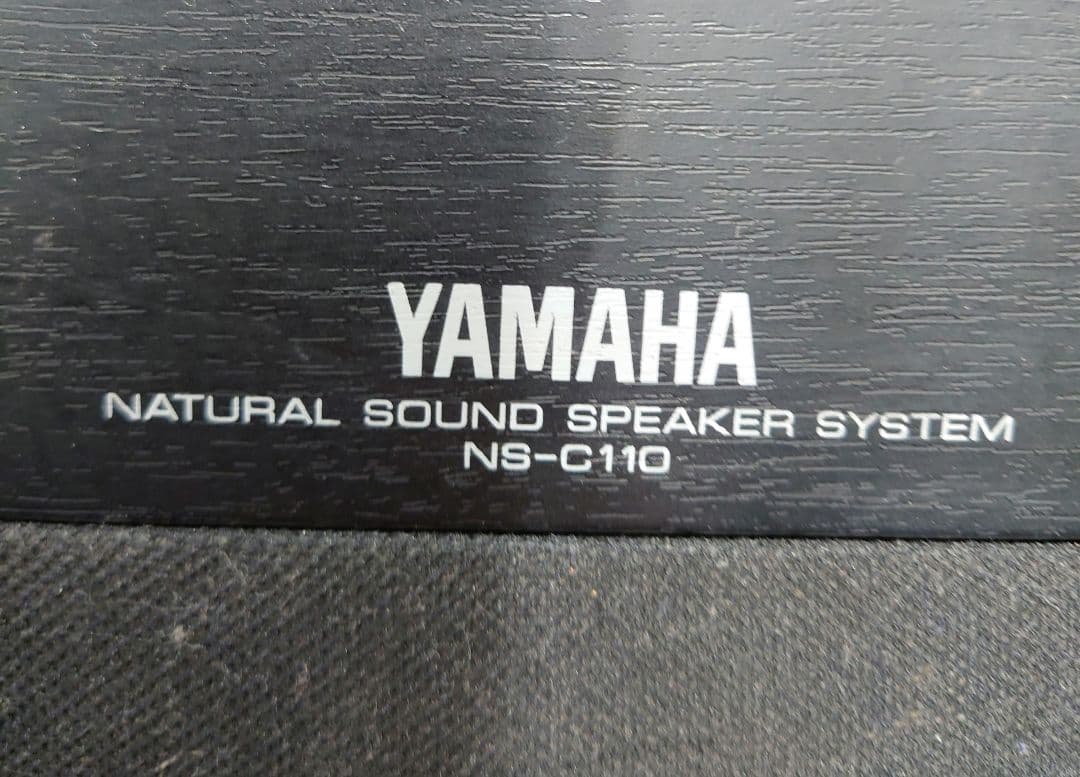 YAMAHA
NATURAL SOUND SPEAKER SYSTEM
NS-C110